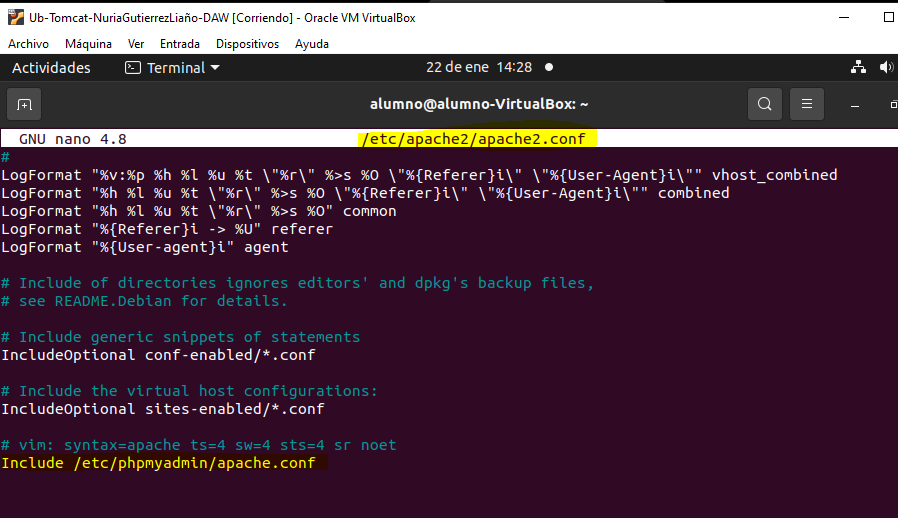 Ub-Tomcat-NuriaGutierrezLiaño-DAW [Corriendo] - Oracle VM VirtualBox
Archivo Máquina Ver Entrada Dispositivos Ayuda
Actividades Terminal 22 de ene 14:28
alumno@alumno-VirtualBox: ~
GNU nano 4.8 /etc/apache2/apache2.conf
#
LogFormat "%v:%p %h %l %u %t \"%r\" %>s %O \"%{Referer}i\" \"%{User-Agent}i\"" vhost_combined
LogFormat "%h %l %u %t \"%r\" %>s %O \"%{Referer}i\" \"%{User-Agent}i\"" combined
LogFormat "%h %l %u %t \"%r\" %>s %O" common
LogFormat "%{Referer}i -> %U" referer
LogFormat "%{User-agent}i" agent
# Include of directories ignores editors' and dpkg's backup files,
# see README.Debian for details.
# Include generic snippets of statements
IncludeOptional conf-enabled/*.conf
# Include the virtual host configurations:
IncludeOptional sites-enabled/*.conf
# vim: syntax=apache ts=4 sw=4 sts=4 sr noet
Include /etc/phpmyadmin/apache.conf